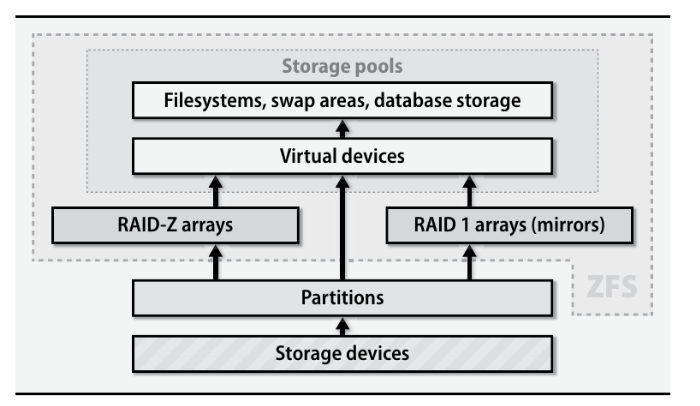 Storage pools
Filesystems, swap areas, database storage
Virtual devices
RAID-Z arrays
RAID 1 arrays (mirrors)
Partitions
ZFS
Storage devices